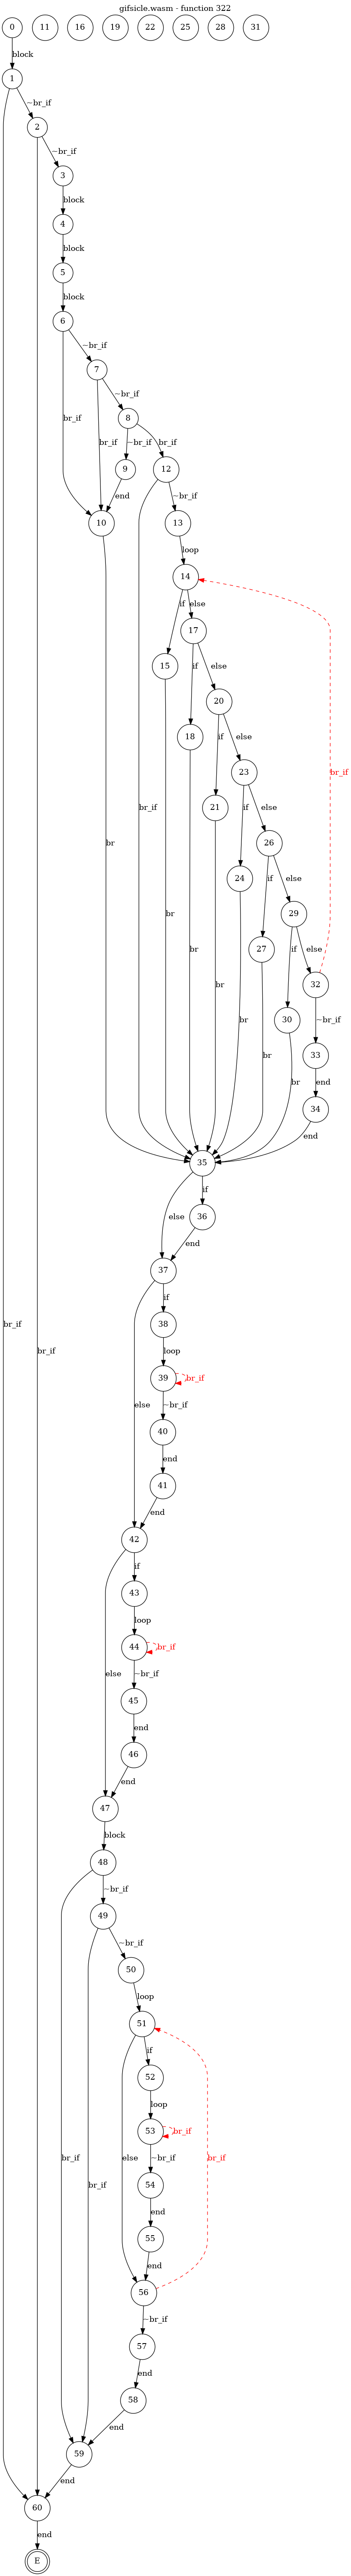 gifsicle.wasm - function 322
0 11 16 19 22 25 28 31
block
1
~br_if
2
~br_if
3
block
4
block
5
block
6
~br_if
7
~br_if
br_if br_if 8
~br_if br_if
9 12
end ~br_if
10 13
loop
14
if else
17
15 if else
20
18 if else
23 br_if
br_if 21 if else
26
24 if else
br 29
27 if else
br 32
br 30 ~br_if
br
br 33
br
br end
34
end
35
if
else 36
end
37
if
br_if 38
br_if loop
39 br_if
else ~br_if
40
end
41
end
42
if
43
loop
44 br_if
else ~br_if
45
end
46
end
47
block
48
~br_if
49
~br_if
50
loop
51
if
52
loop
53 br_if
br_if br_if else ~br_if br_if
54
end
55
end
56
~br_if
57
end
58
end
59
end
60
end
E